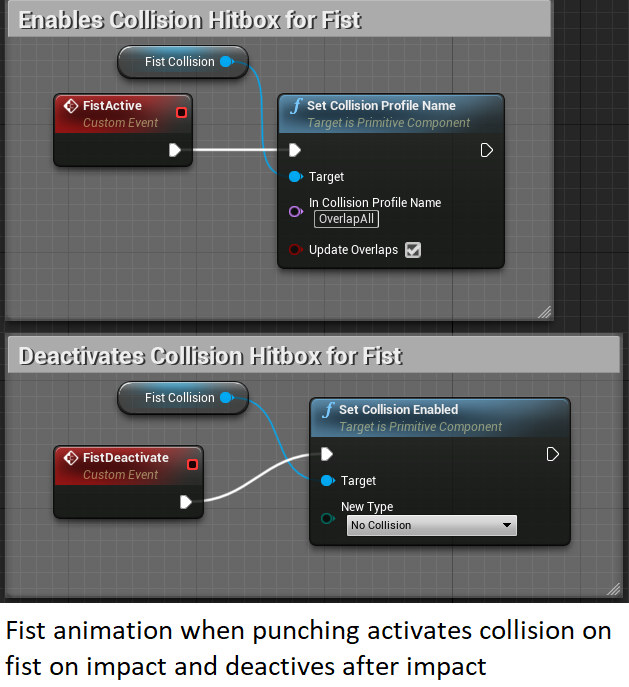 Enables Collision Hitbox for Fist
Fist Collision
FistActive
Custom Event
Set Collision Profile Name
Target is Primitive Component
Target
In Collision Profile Name
OverlapAll
Update Overlaps
Deactivates Collision Hitbox for Fist
Fist Collision
FistDeactivate
Custom Event
Set Collision Enabled
Target is Primitive Component
Target
New Type
No Collision
Fist animation when punching activates collision on
fist on impact and deactives after impact